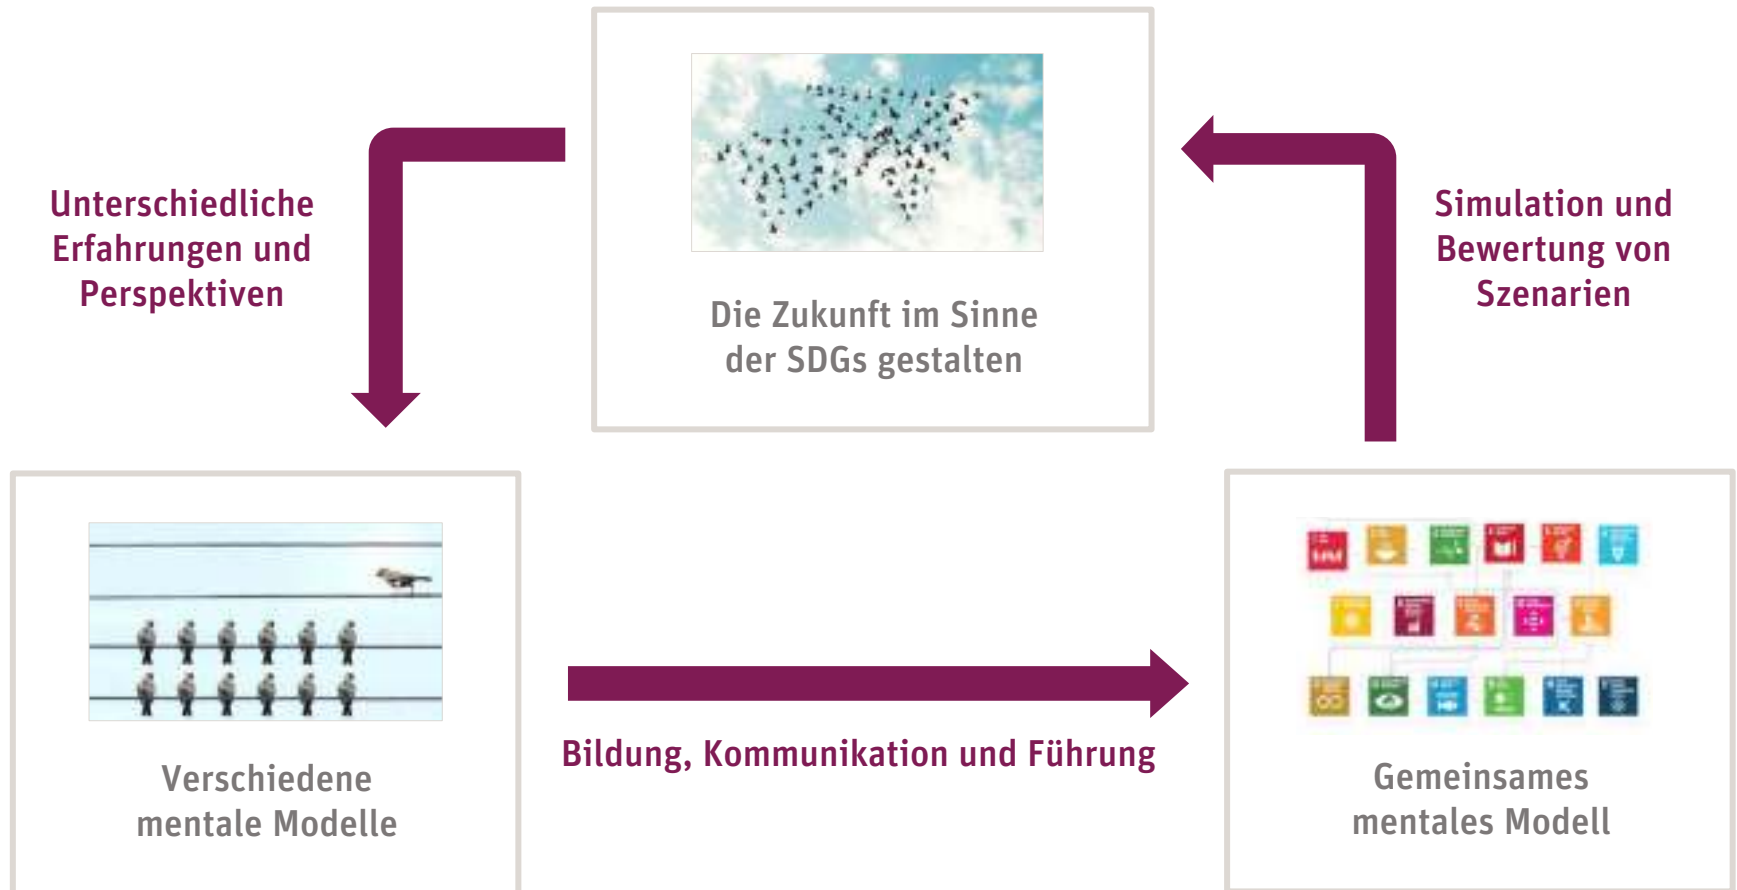 Die Zukunft im Sinne
der SDGs gestalten
Unterschiedliche
Erfahrungen und
Perspektiven
Simulation und
Bewertung von
Szenarien
Verschiedene
mentale Modelle
Bildung, Kommunikation und Führung
Gemeinsames
mentales Modell